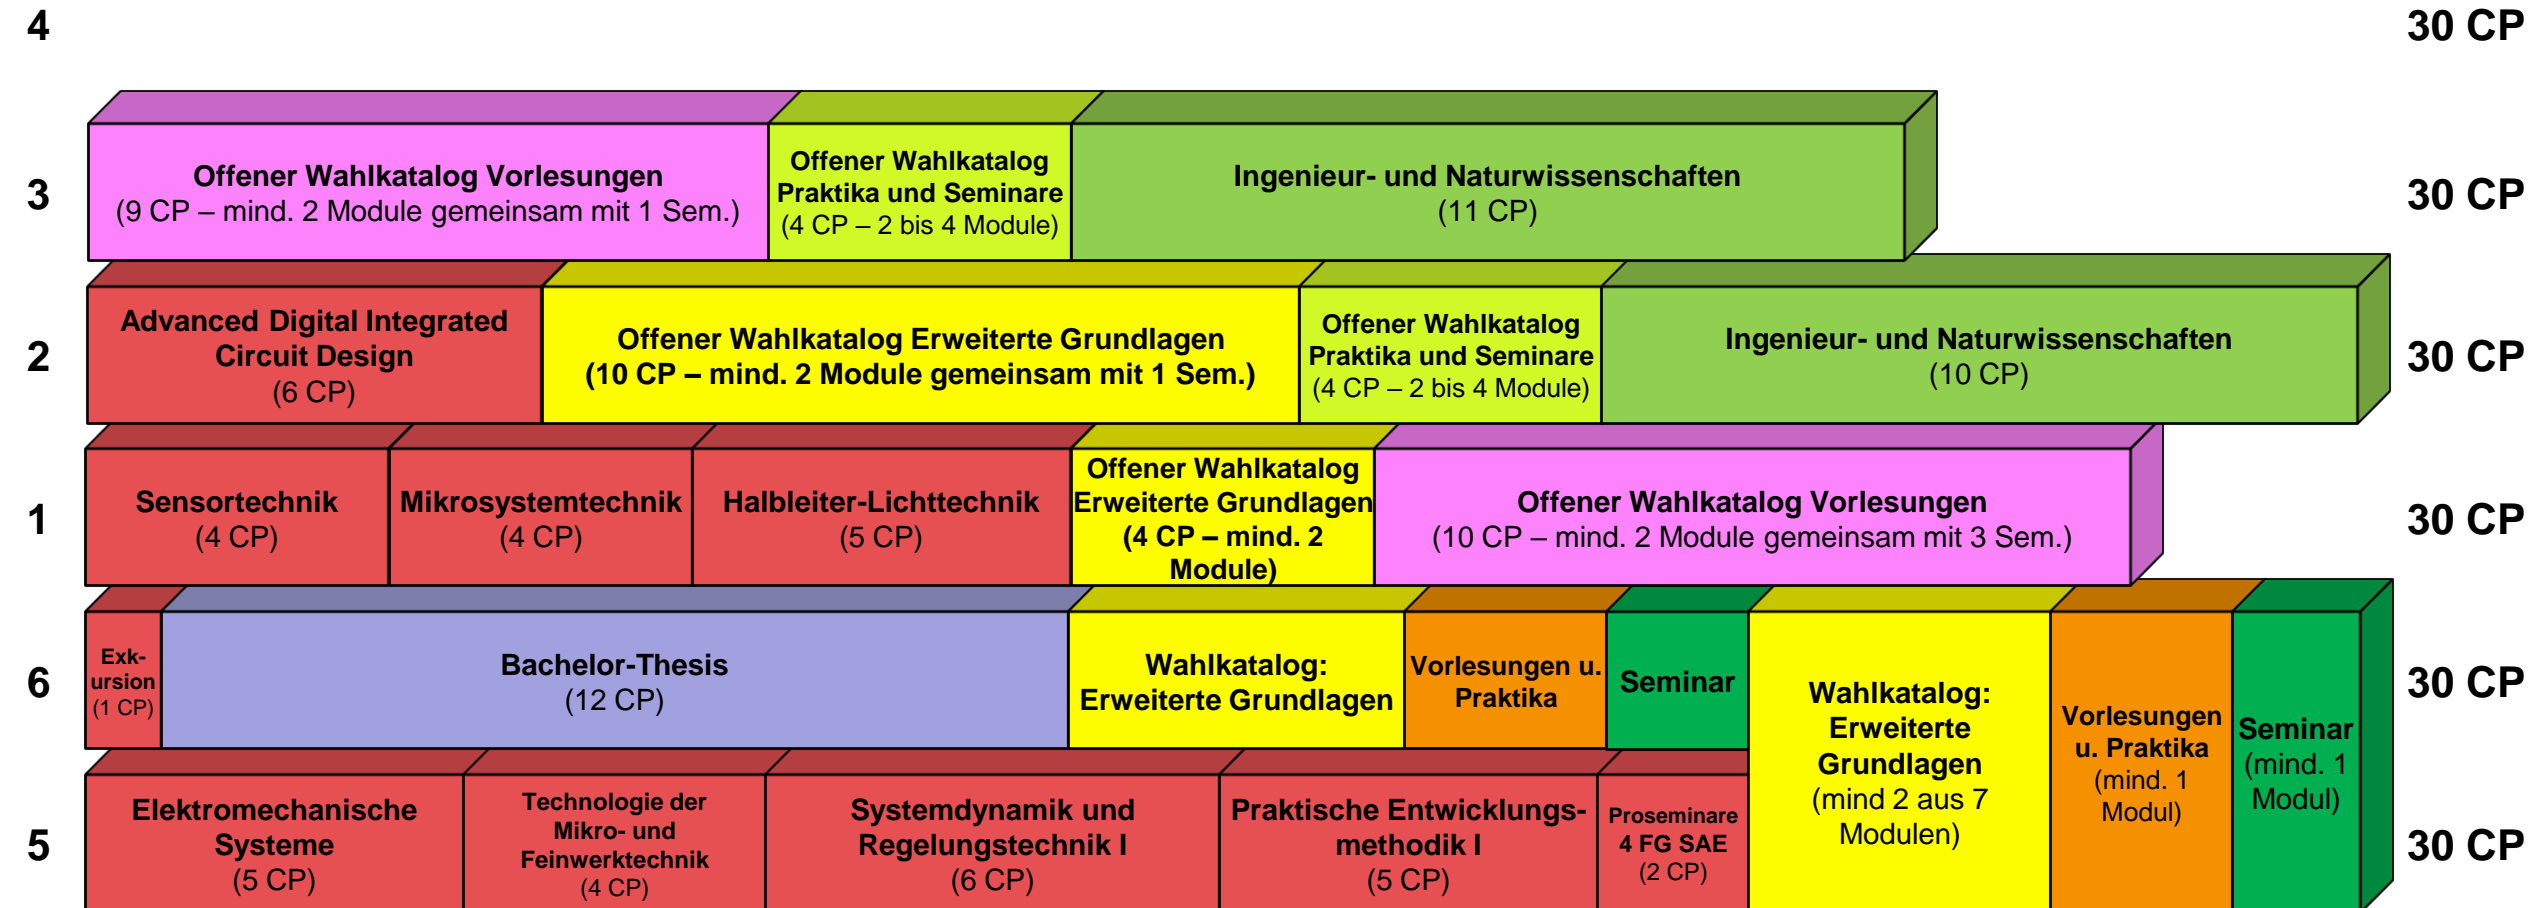 4
30 CP
3
Offener Wahlkatalog Vorlesungen
(9 CP – mind. 2 Module gemeinsam mit 1 Sem.)
Offener Wahlkatalog
Praktika und Seminare
(4 CP – 2 bis 4 Module)
Ingenieur- und Naturwissenschaften
(11 CP)
30 CP
2
Advanced Digital Integrated
Circuit Design
(6 CP)
Offener Wahlkatalog Erweiterte Grundlagen
(10 CP – mind. 2 Module gemeinsam mit 1 Sem.)
Offener Wahlkatalog
Praktika und Seminare
(4 CP – 2 bis 4 Module)
Ingenieur- und Naturwissenschaften
(10 CP)
30 CP
1
Sensortechnik
(4 CP)
Mikrosystemtechnik
(4 CP)
Halbleiter-Lichttechnik
(5 CP)
Offener Wahlkatalog
Erweiterte Grundlagen
(4 CP – mind. 2
Module)
Offener Wahlkatalog Vorlesungen
(10 CP – mind. 2 Module gemeinsam mit 3 Sem.)
30 CP
6
Exk-
ursion
(1 CP)
Bachelor-Thesis
(12 CP)
Wahlkatalog:
Erweiterte Grundlagen
Vorlesungen u.
Praktika
Seminar
Wahlkatalog:
Erweiterte
Grundlagen
(mind 2 aus 7
Modulen)
Vorlesungen
u. Praktika
(mind. 1
Modul)
Seminar
(mind. 1
Modul)
30 CP
5
Elektromechanische
Systeme
(5 CP)
Technologie der
Mikro- und
Feinwerktechnik
(4 CP)
Systemdynamik und
Regelungstechnik I
(6 CP)
Praktische Entwicklungs-
methodik I
(5 CP)
Proseminare
4 FG SAE
(2 CP)
30 CP